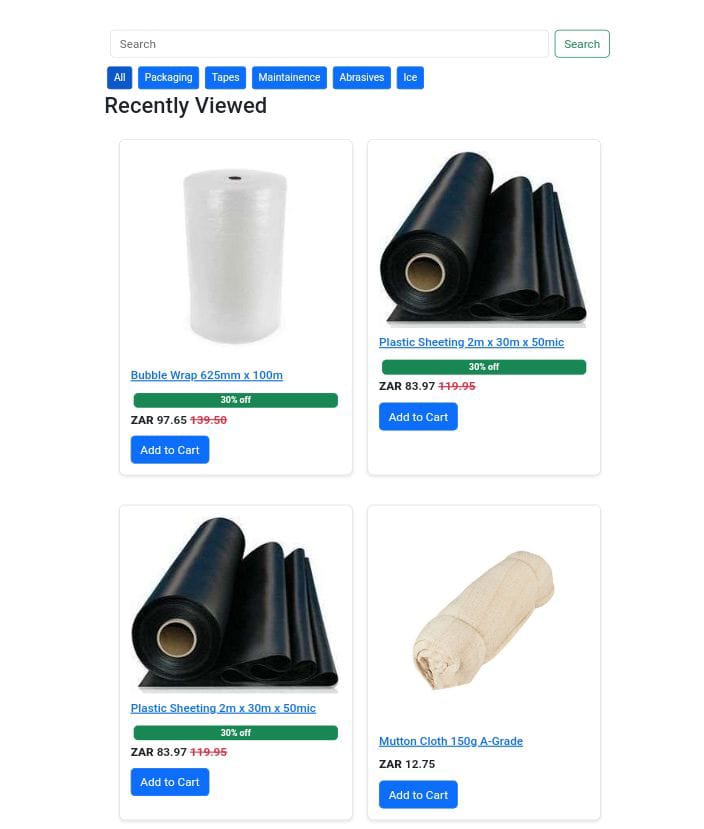 Search
Search
All
Packaging
Tapes
Maintainence
Abrasives
Ice
Recently Viewed
Bubble Wrap 625mm x 100m
30% off
ZAR 97.65 139.50
Add to Cart
Plastic Sheeting 2m x 30m x 50mic
30% off
ZAR 83.97 119.95
Add to Cart
Plastic Sheeting 2m x 30m x 50mic
30% off
ZAR 83.97 119.95
Add to Cart
Mutton Cloth 150g A-Grade
ZAR 12.75
Add to Cart